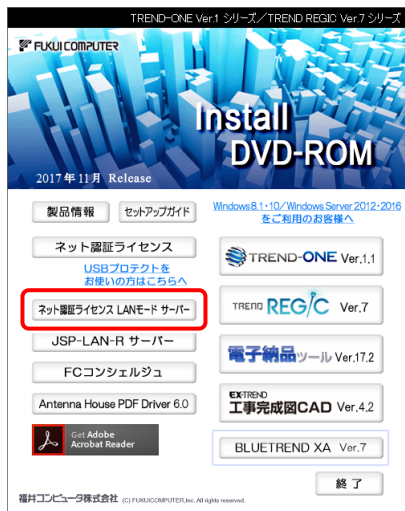 TREND-ONE Ver.1 シリーズ／TREND REGIC Ver.7 シリーズ
FUKUI COMPUTER
Install
DVD-ROM
2017年11月 Release
製品情報
セットアップガイド
Windows8.1・10／Windows Server 2012・2016
をご利用のお客様へ
ネット認証ライセンス
USBプロテクトを
お使いの方はこちらへ
ネット認証ライセンス LANモード サーバー
JSP-LAN-R サーバー
FCコンシェルジュ
Antenna House PDF Driver 6.0
Get Adobe
Acrobat Reader
TREND-ONE Ver.1.1
TREND REGIC Ver.7
電子納品ツール Ver.17.2
EX-TREND
工事完成図CAD Ver.4.2
BLUETREND XA Ver.7
終了
福井コンピュータ株式会社 (C) FUKUICOMPUTER,Inc. All rights reserved.